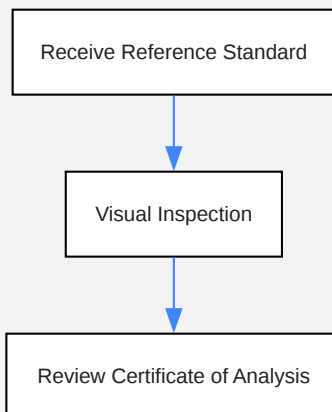 Receive Reference Standard
Visual Inspection
Review Certificate of Analysis